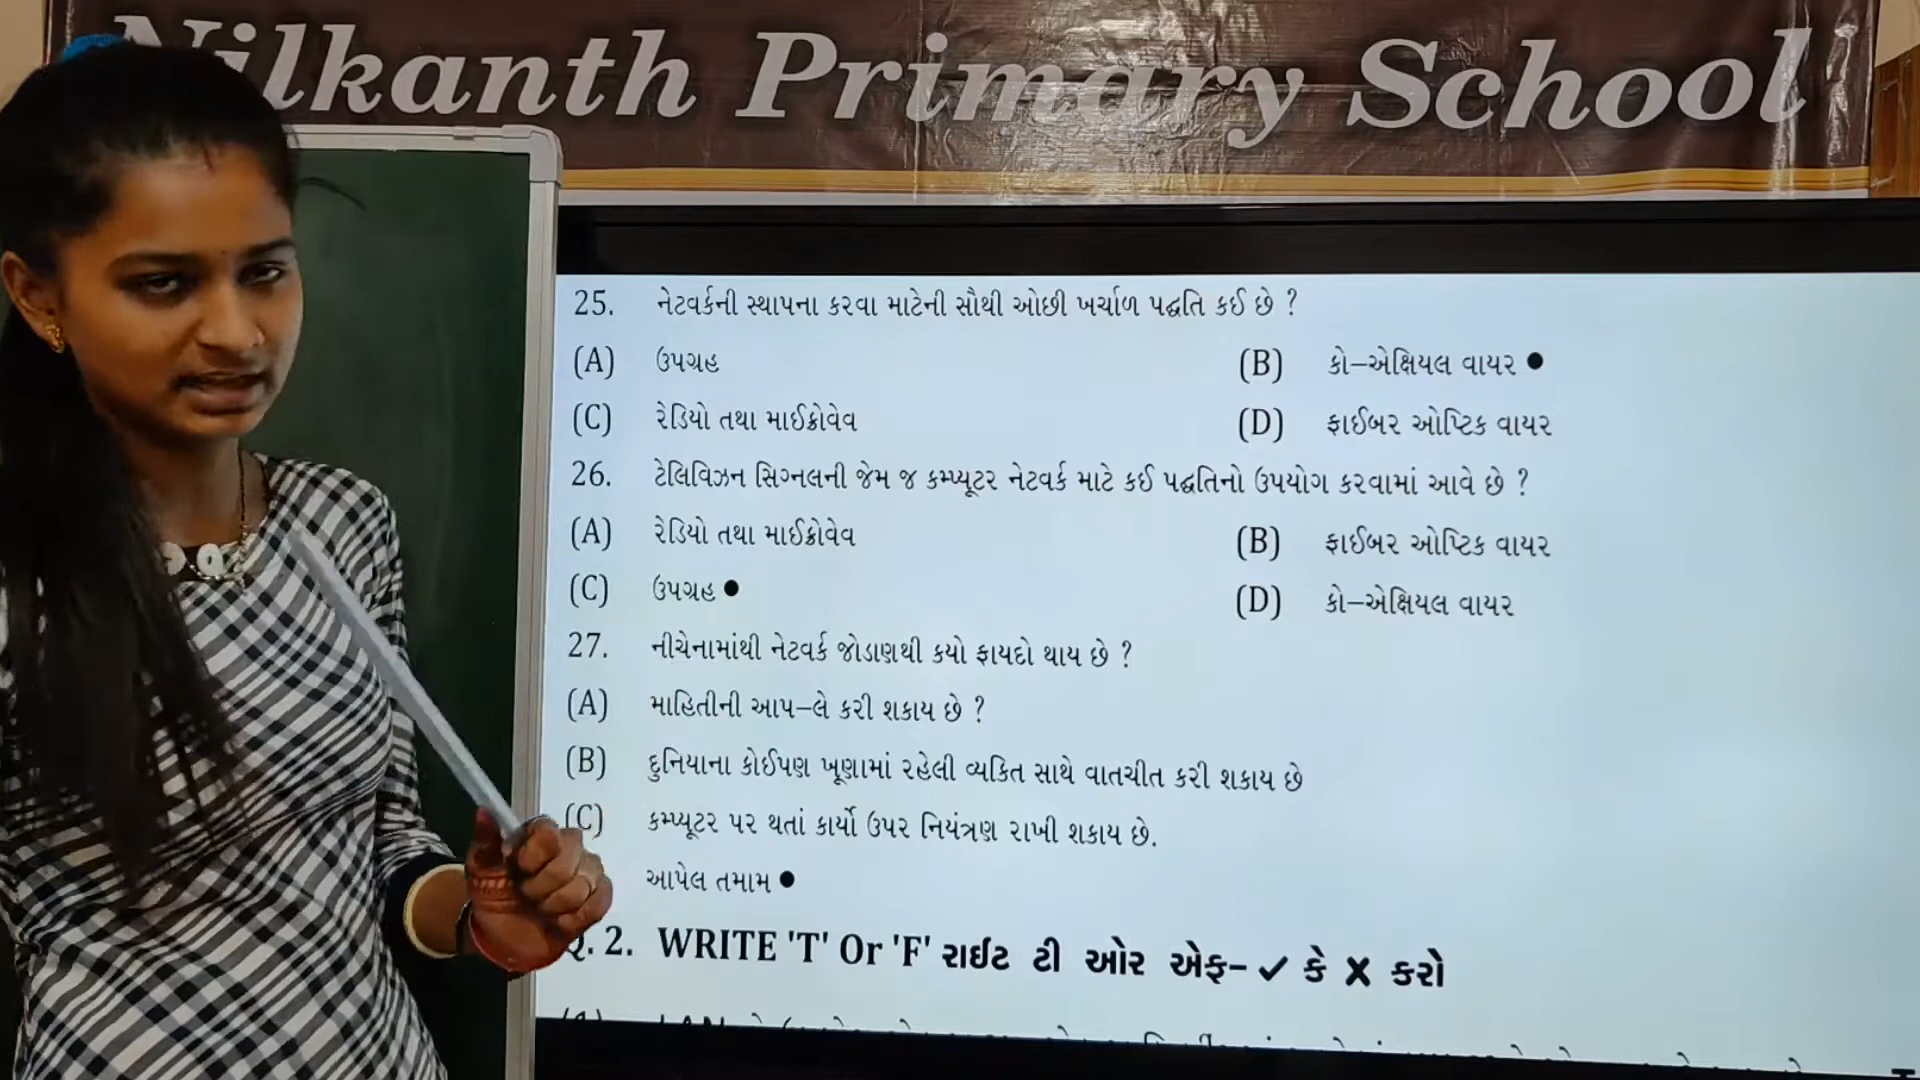 Nilkanth Primary School
25. નેટવર્કની સ્થાપના કરવા માટેની સૌથી ઓછી ખર્ચાળ પદ્ધતિ કઈ છે ?
(A) ઉપગ્રહ (B) કો–એક્ષિયલ વાયર ●
(C) રેડિયો તથા માઈક્રોવેવ (D) ફાઈબર ઓપ્ટિક વાયર
26. ટેલિવિઝન સિગ્નલની જેમ જ કમ્પ્યૂટર નેટવર્ક માટે કઈ પદ્ધતિનો ઉપયોગ કરવામાં આવે છે ?
(A) રેડિયો તથા માઈક્રોવેવ (B) ફાઈબર ઓપ્ટિક વાયર
(C) ઉપગ્રહ ● (D) કો–એક્ષિયલ વાયર
27. નીચેનામાંથી નેટવર્ક જોડાણથી કયો ફાયદો થાય છે ?
(A) માહિતીની આપ–લે કરી શકાય છે ?
(B) દુનિયાના કોઈપણ ખૂણામાં રહેલી વ્યકિત સાથે વાતચીત કરી શકાય છે
(C) કમ્પ્યૂટર પર થતાં કાર્યો ઉપર નિયંત્રણ રાખી શકાય છે.
આપેલ તમામ ●
Q. 2. WRITE 'T' Or 'F' રાઈટ ટી ઓર એફ– ✓ કે ✗ કરો